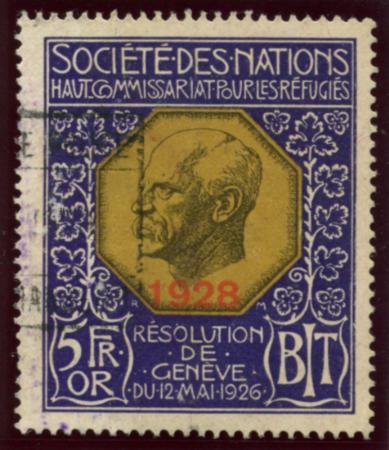 SOCIÉTÉ·DES·NATIONS
HAUT COMMISSARIAT POUR LES RÉFUGIÉS
1928
R M
5 FR. OR
RÉSOLUTION
DE
GENÈVE
·DU·12·MAI·1926·
BIT